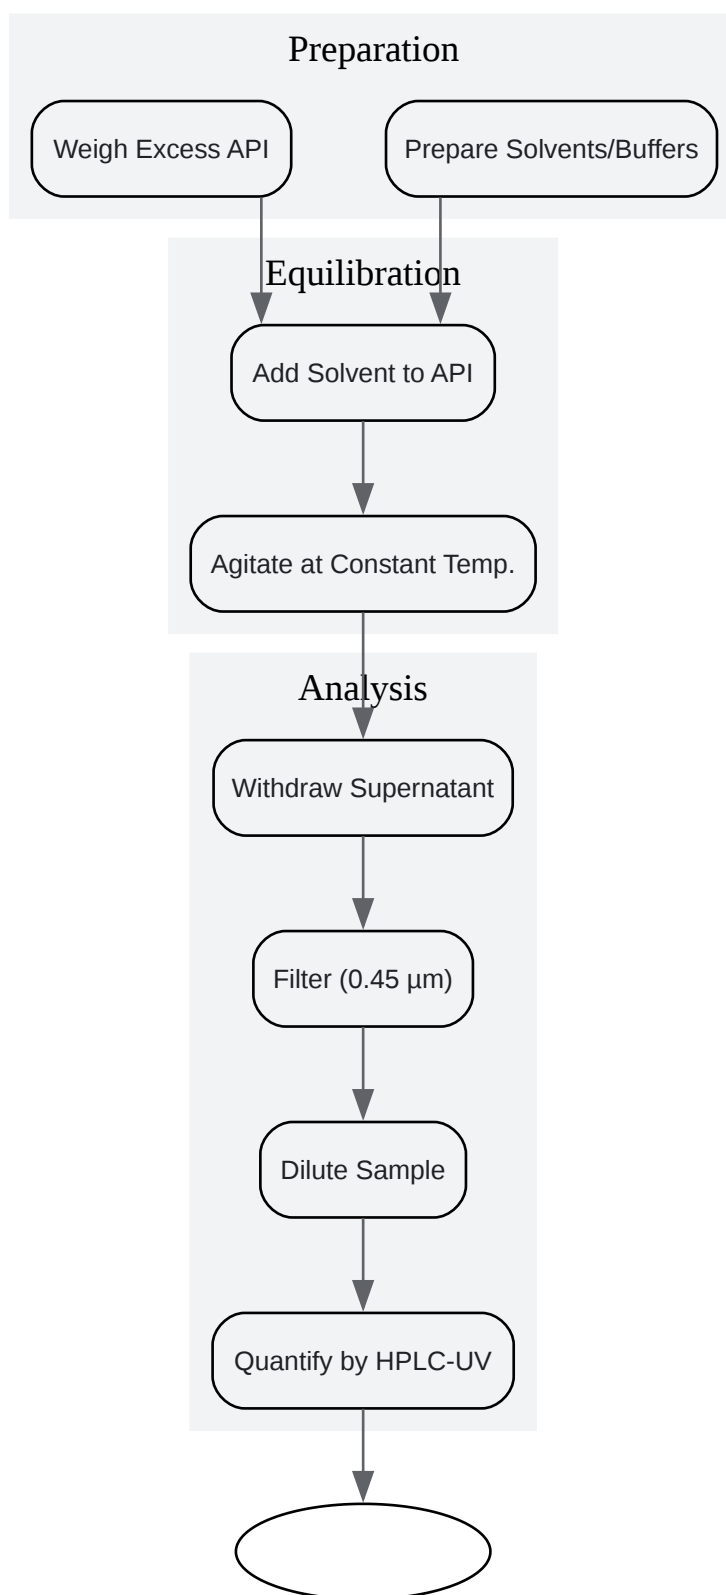 Preparation
Weigh Excess API
Prepare Solvents/Buffers
Equilibration
Add Solvent to API
Agitate at Constant Temp.
Analysis
Withdraw Supernatant
Filter (0.45 µm)
Dilute Sample
Quantify by HPLC-UV